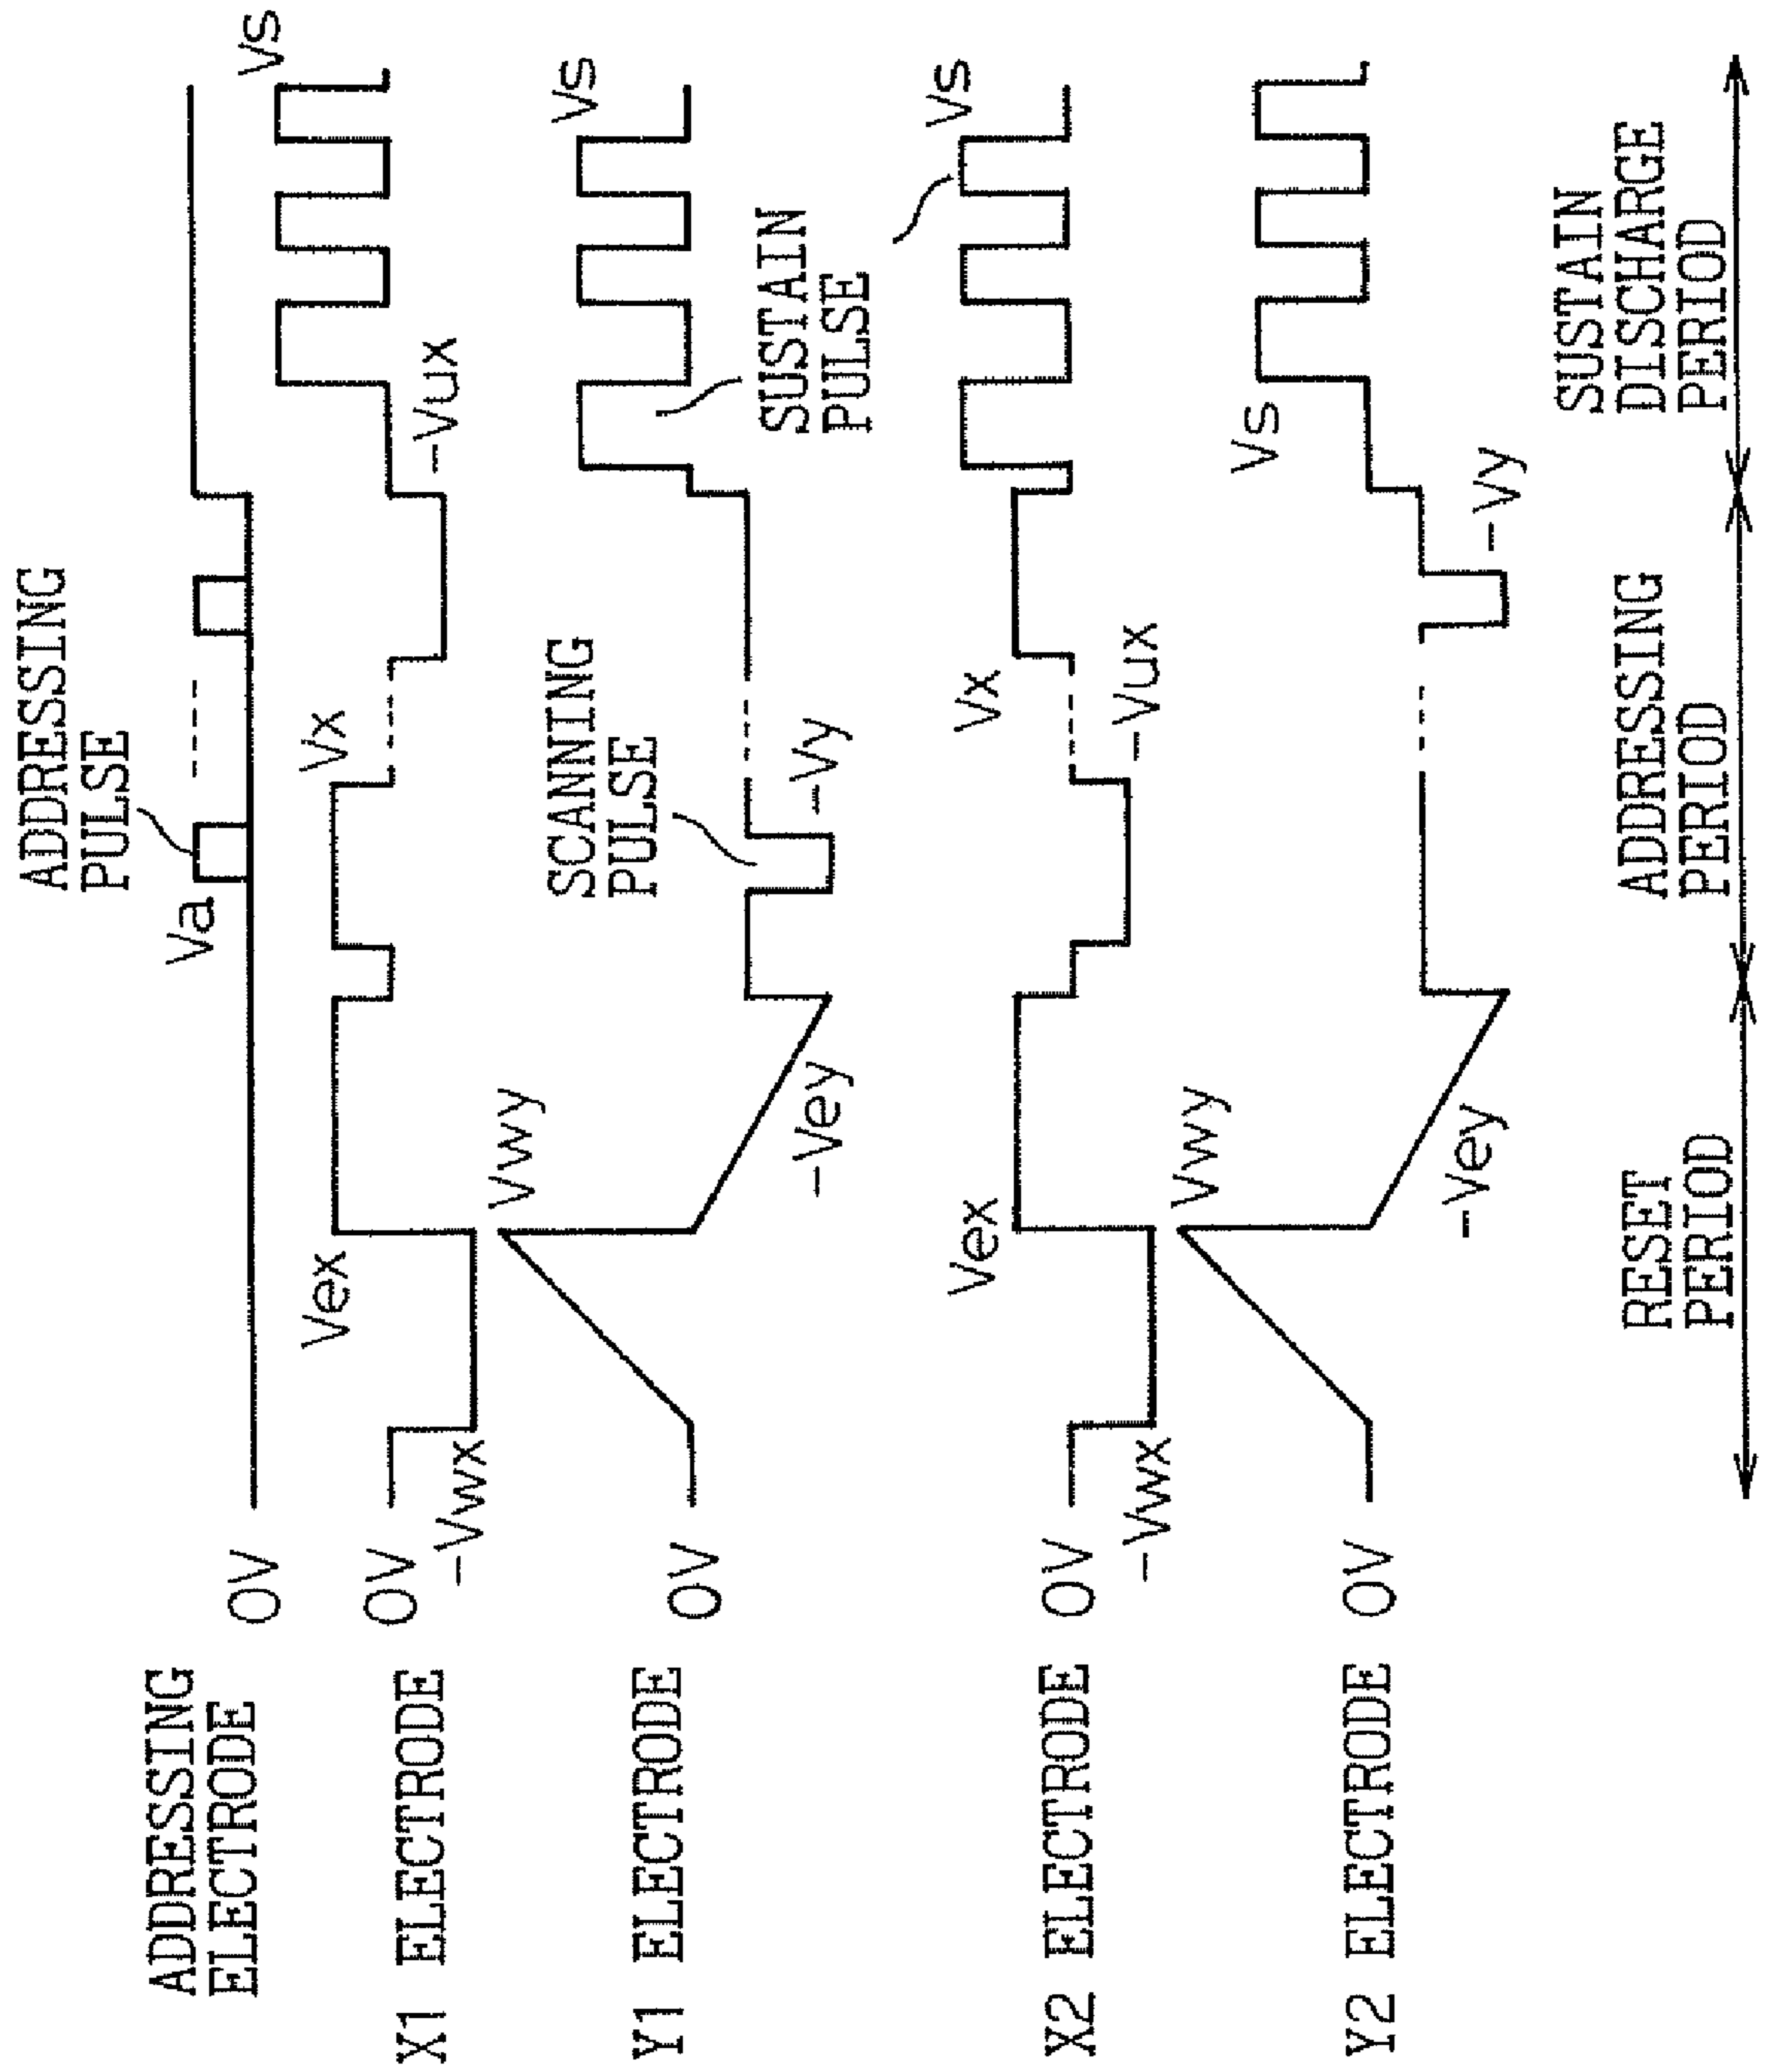 ADDRESSING
ELECTRODE
0V
Va
ADDRESSING
PULSE
X1 ELECTRODE
0V
-Vwx
Vex
Vx
-Vux
Vs
Y1 ELECTRODE
0V
Vwy
-Vey
SCANNING
PULSE
-Vy
Vs
SUSTAIN
PULSE
X2 ELECTRODE
0V
-Vwx
Vex
-Vux
Vx
Vs
Y2 ELECTRODE
0V
Vwy
-Vey
-Vy
Vs
RESET
PERIOD
ADDRESSING
PERIOD
SUSTAIN
DISCHARGE
PERIOD